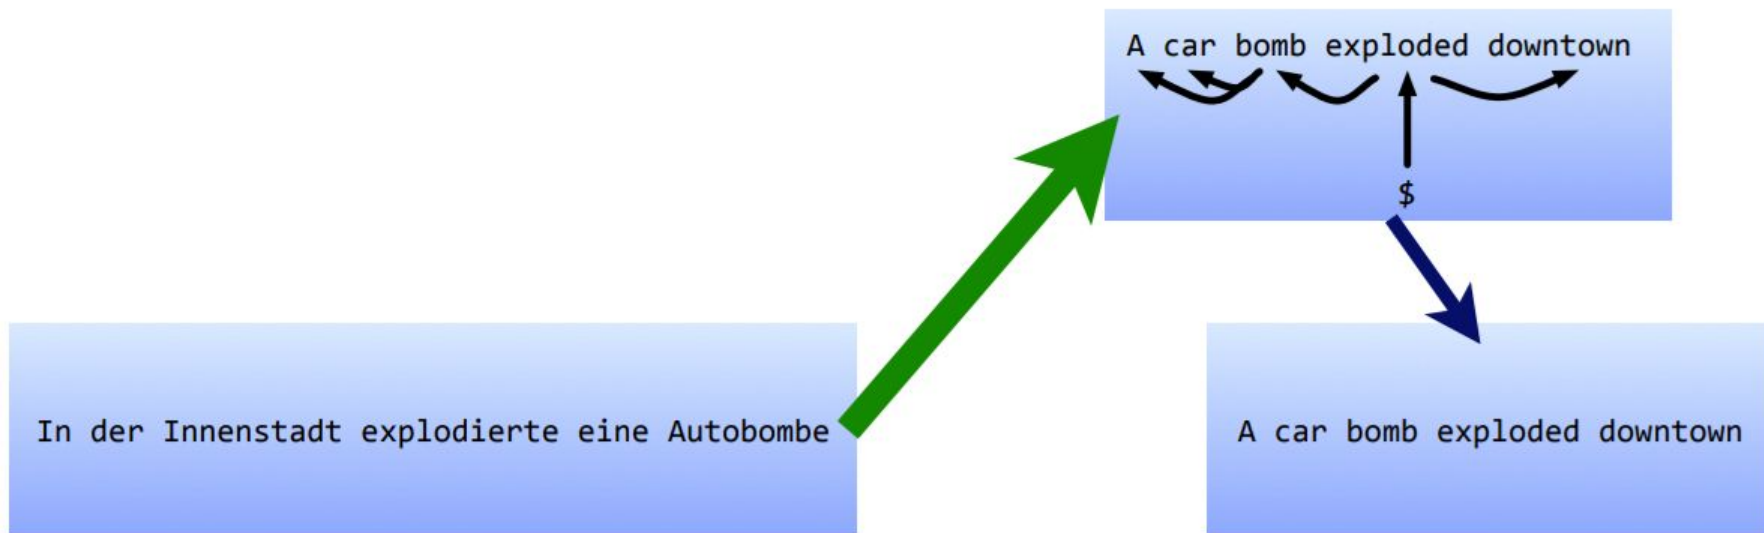 A car bomb exploded downtown
$
In der Innenstadt explodierte eine Autobombe
A car bomb exploded downtown